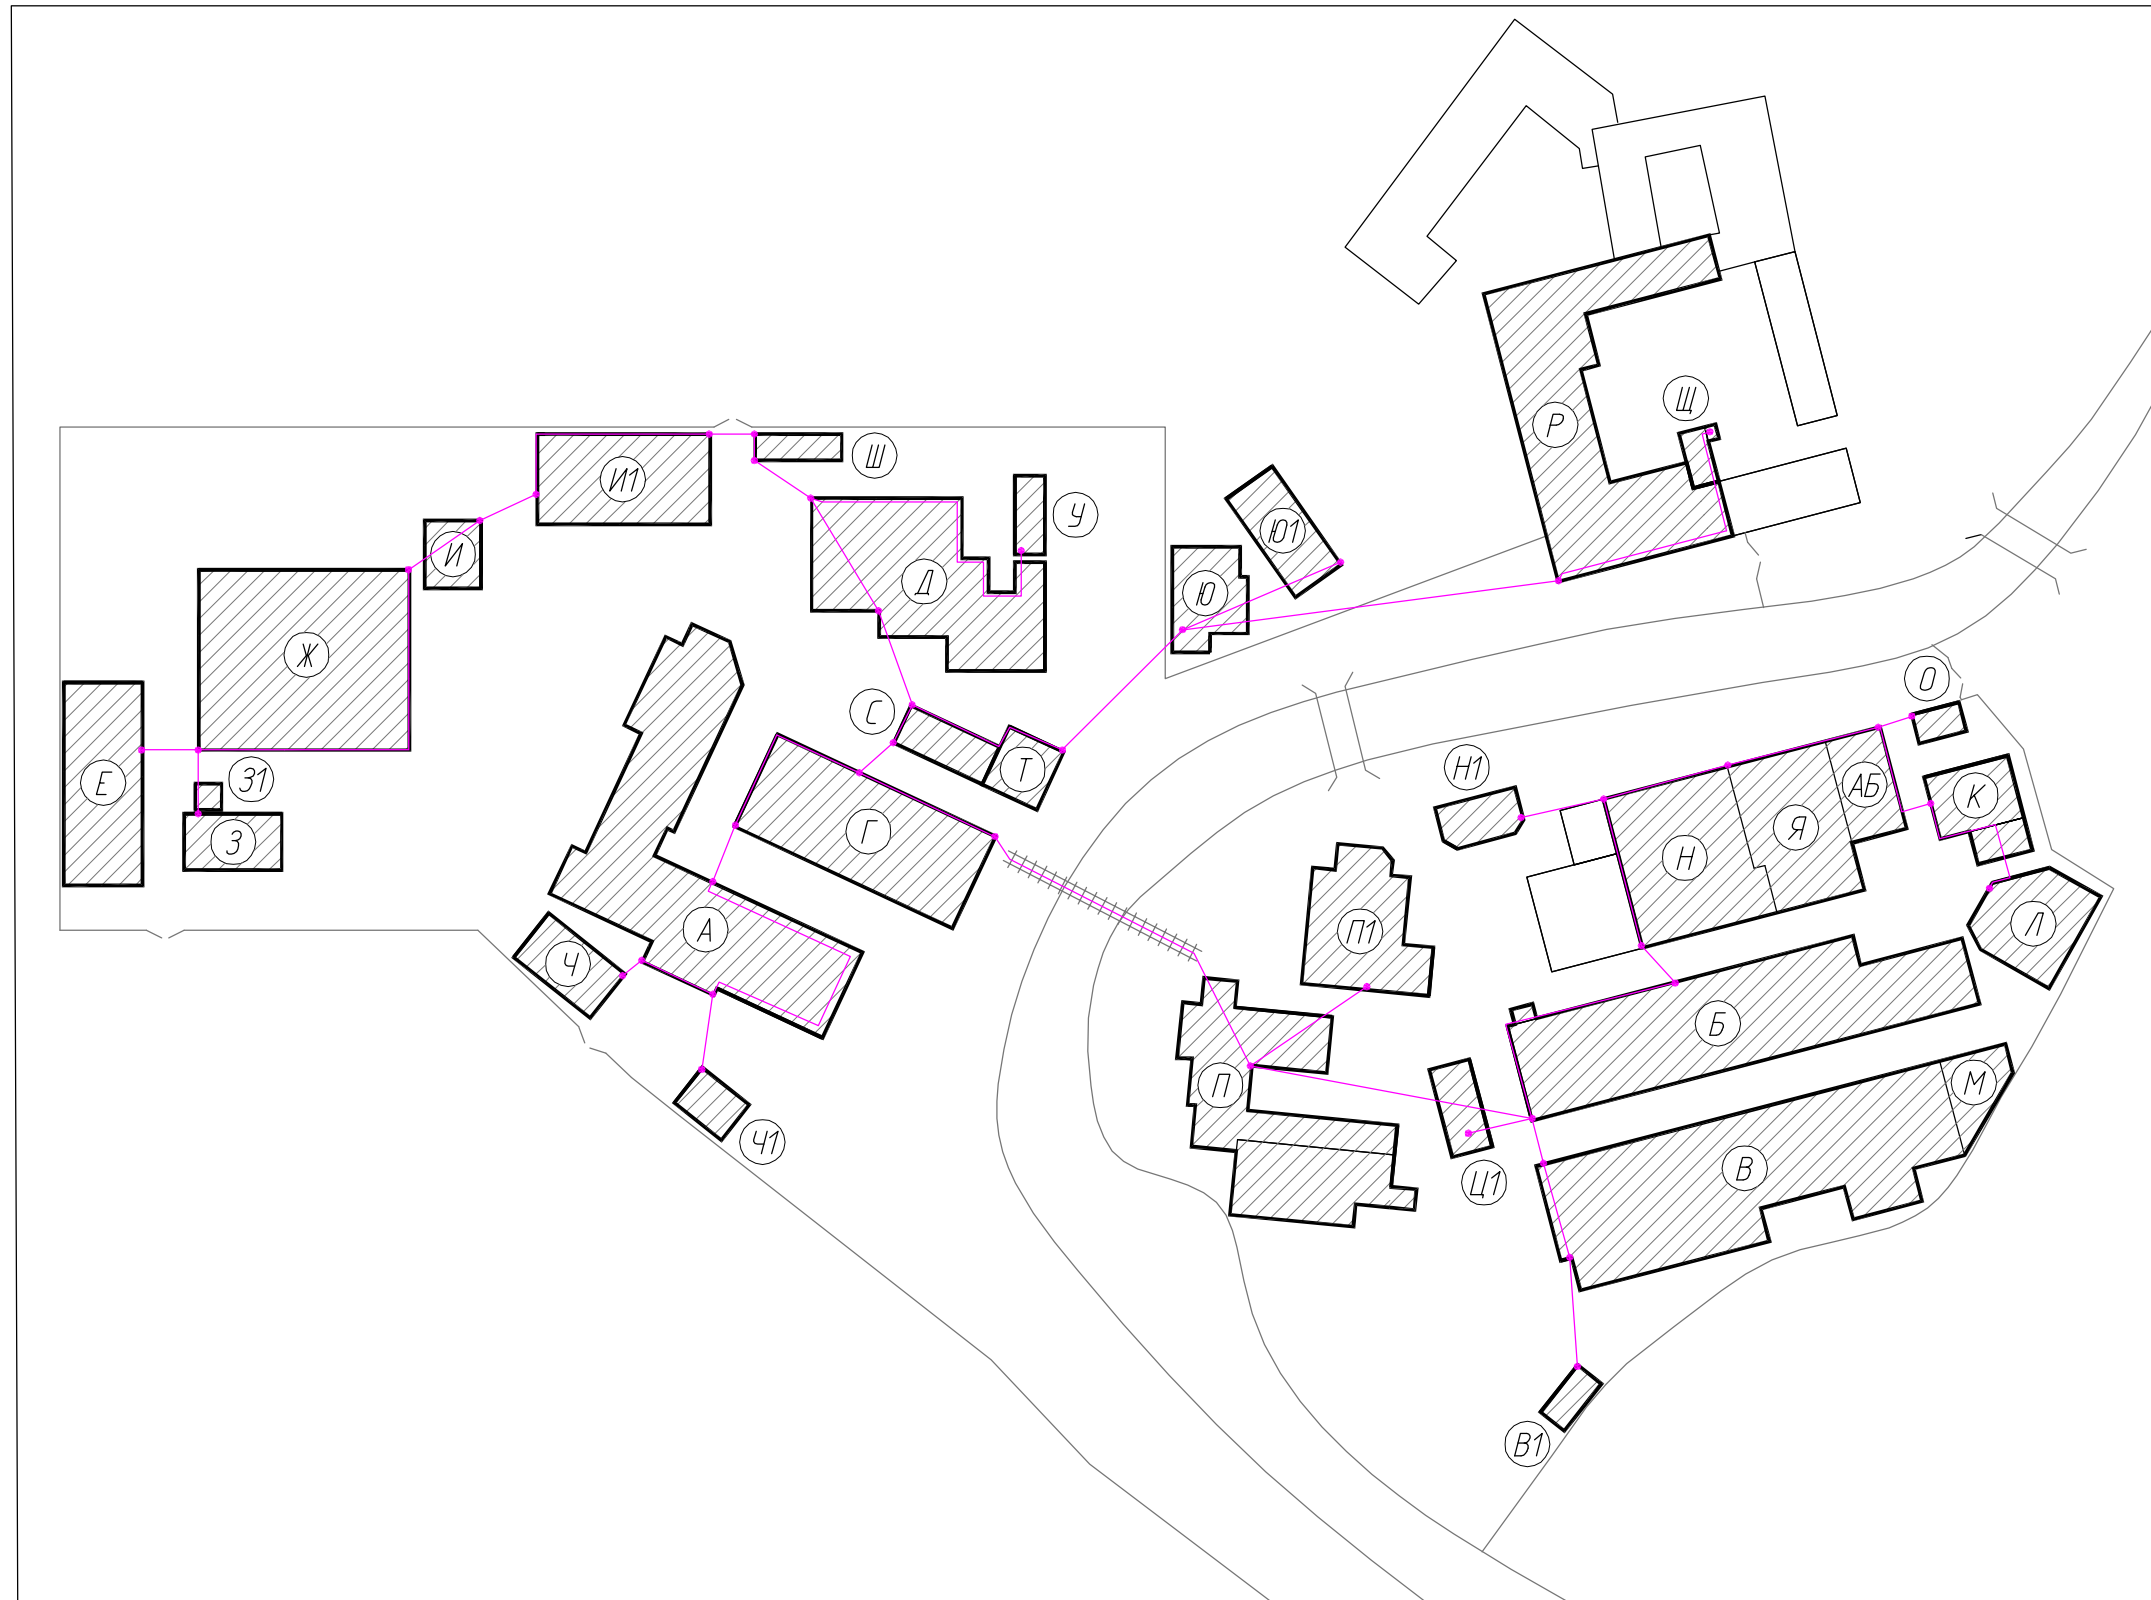 Щ
Р
Ш
И1
У
Ю1
И
Д
Ю
Ж
О
С
Н1
Т
З1
Е
АБ
К
Я
Г
З
Н
А
П1
Л
Ч
Б
П
М
Ч1
В
Ц1
В1